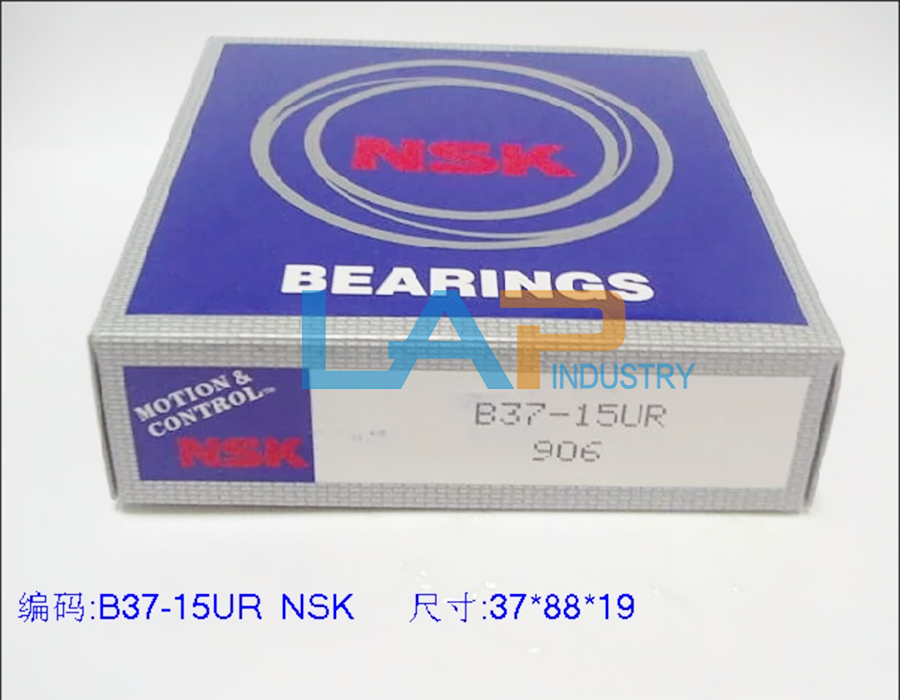 NSK
BEARINGS
LAP
INDUSTRY
MOTION &
CONTROL™
NSK
B37-15UR
906
编码:B37-15UR NSK 尺寸:37*88*19